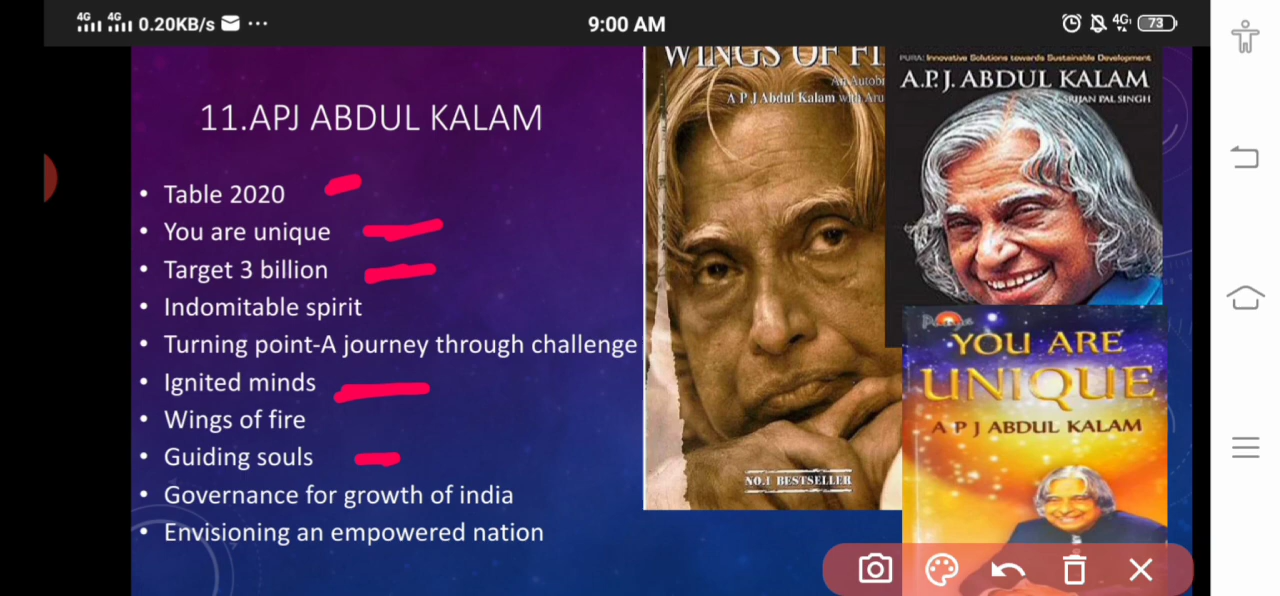 4G 4G 0.20KB/s ...
9:00 AM
4G 73
11.APJ ABDUL KALAM
• Table 2020
• You are unique
• Target 3 billion
• Indomitable spirit
• Turning point-A journey through challenge
• Ignited minds
• Wings of fire
• Guiding souls
• Governance for growth of india
• Envisioning an empowered nation
WINGS OF FI
An Autobi
A P J Abdul Kalam with Aru
NO.1 BESTSELLER
PURA: Innovative Solutions towards Sustainable Development
A.P.J. ABDUL KALAM
SRIJAN PAL SINGH
YOU ARE
UNIQUE
A P J ABDUL KALAM